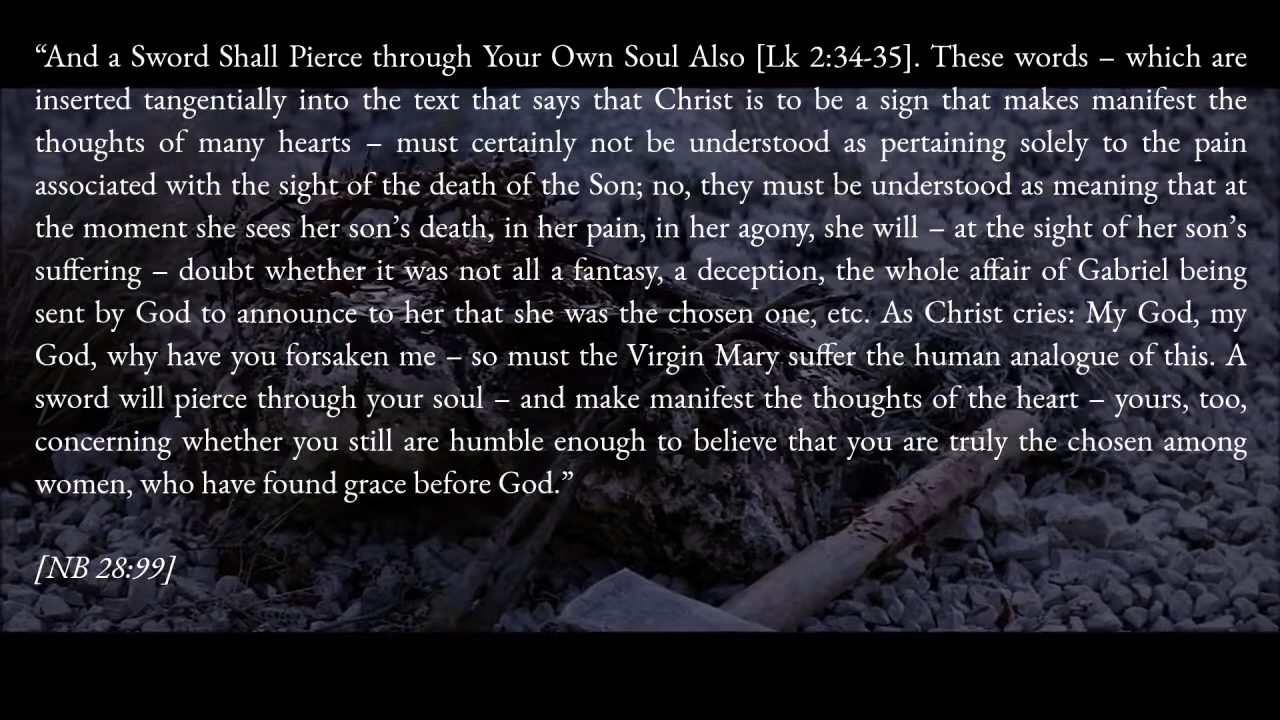 “And a Sword Shall Pierce through Your Own Soul Also [Lk 2:34-35]. These words – which are
inserted tangentially into the text that says that Christ is to be a sign that makes manifest the
thoughts of many hearts – must certainly not be understood as pertaining solely to the pain
associated with the sight of the death of the Son; no, they must be understood as meaning that at
the moment she sees her son’s death, in her pain, in her agony, she will – at the sight of her son’s
suffering – doubt whether it was not all a fantasy, a deception, the whole affair of Gabriel being
sent by God to announce to her that she was the chosen one, etc. As Christ cries: My God, my
God, why have you forsaken me – so must the Virgin Mary suffer the human analogue of this. A
sword will pierce through your soul – and make manifest the thoughts of the heart – yours, too,
concerning whether you still are humble enough to believe that you are truly the chosen among
women, who have found grace before God.”
[NB 28:99]